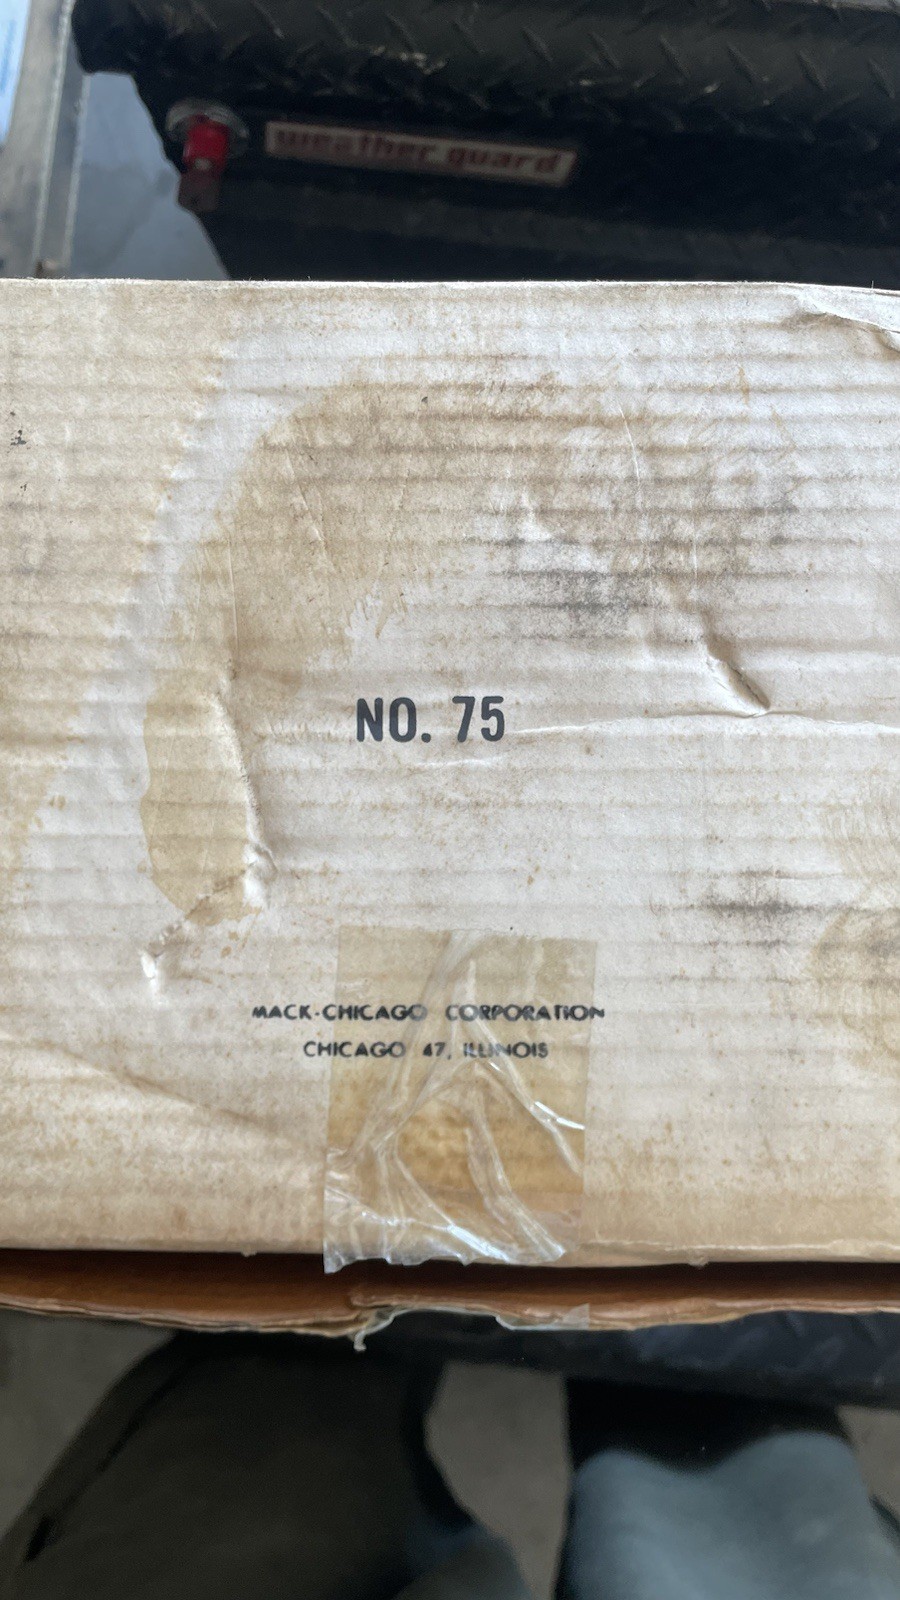 weather guard
NO. 75
MACK-CHICAGO CORPORATION
CHICAGO 47, ILLINOIS